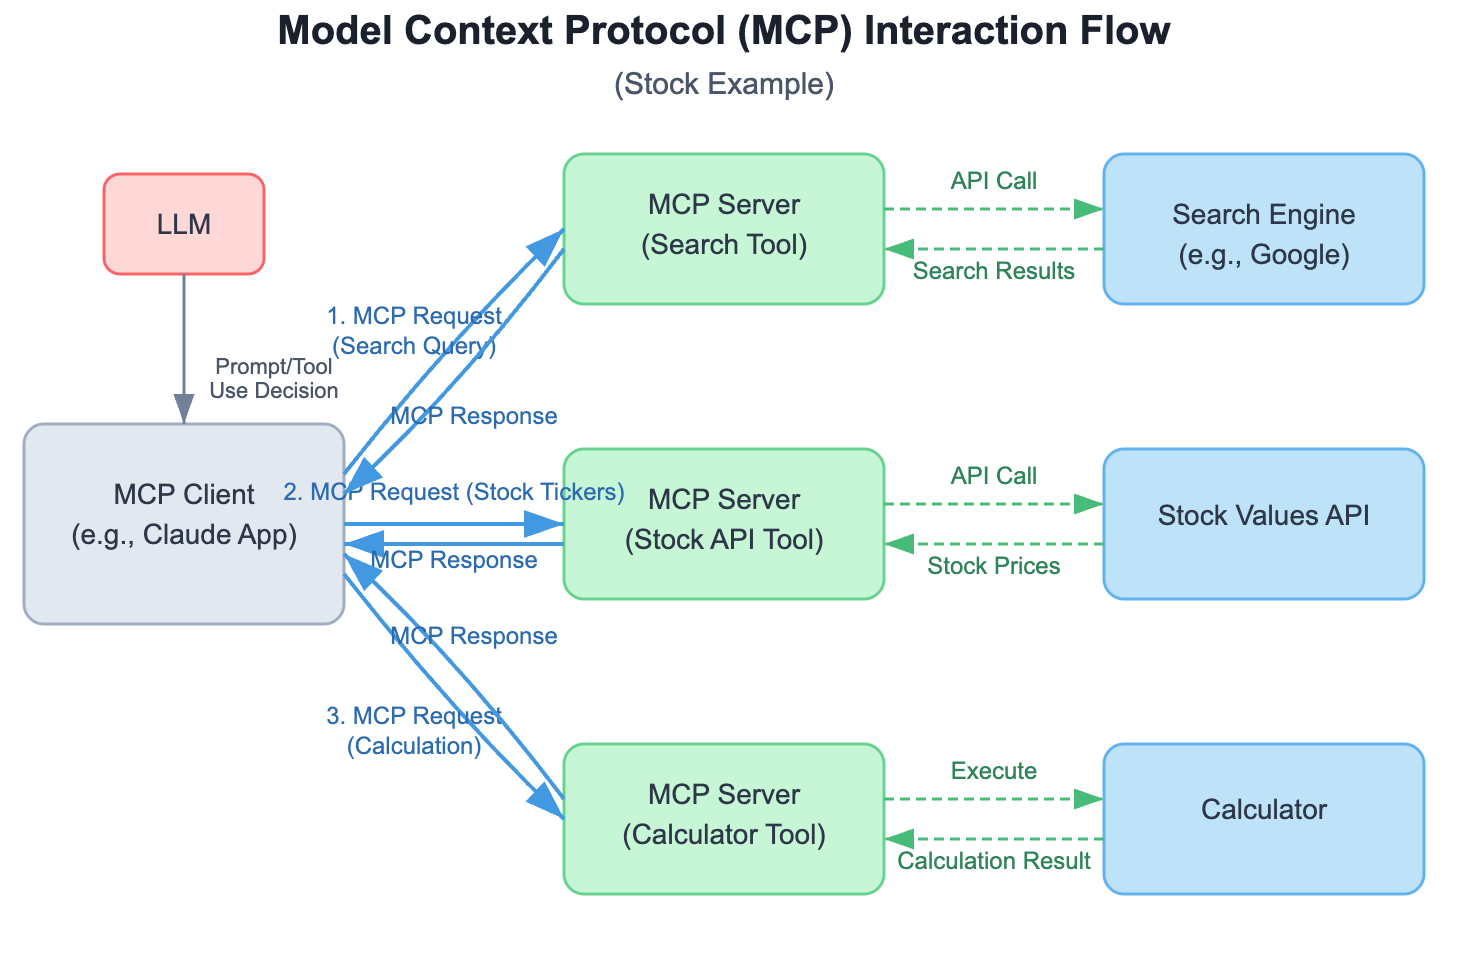 Model Context Protocol (MCP) Interaction Flow
(Stock Example)
LLM
Prompt/Tool
Use Decision
MCP Client
(e.g., Claude App)
1. MCP Request
(Search Query)
MCP Response
2. MCP Request (Stock Tickers)
MCP Response
MCP Response
3. MCP Request
(Calculation)
MCP Server
(Search Tool)
API Call
Search Results
Search Engine
(e.g., Google)
MCP Server
(Stock API Tool)
API Call
Stock Prices
Stock Values API
MCP Server
(Calculator Tool)
Execute
Calculation Result
Calculator